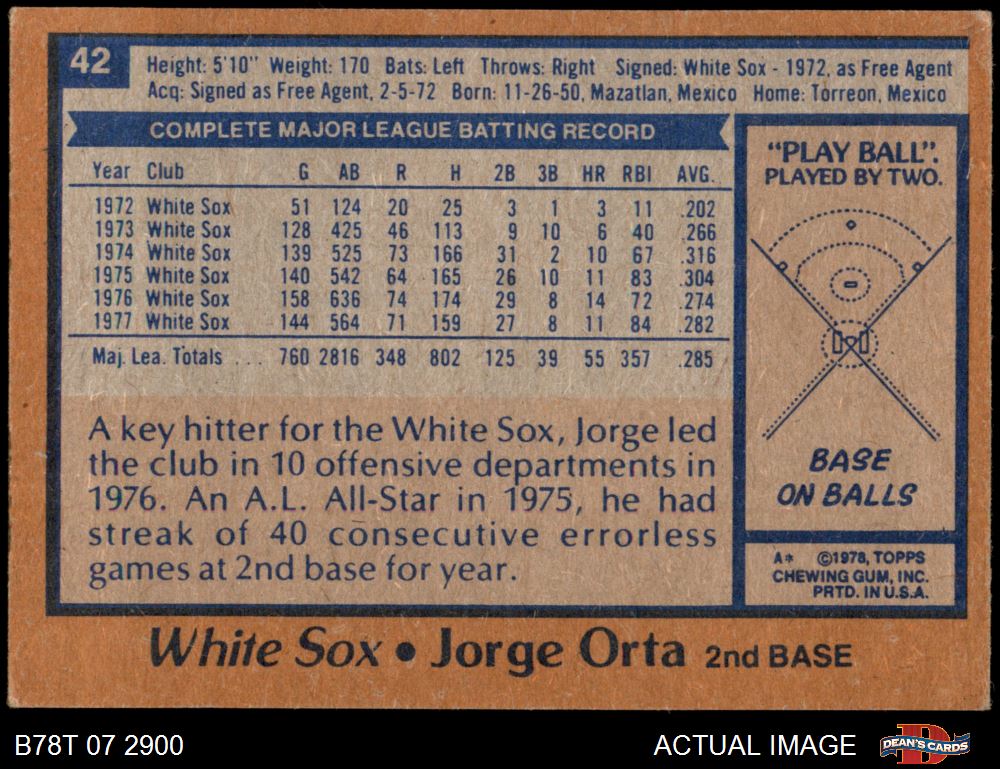 42
Height: 5'10" Weight: 170 Bats: Left Throws: Right Signed: White Sox - 1972, as Free Agent
Acq: Signed as Free Agent, 2-5-72 Born: 11-26-50, Mazatlan, Mexico Home: Torreon, Mexico
COMPLETE MAJOR LEAGUE BATTING RECORD
Year Club G AB R H 2B 3B HR RBI AVG.
1972 White Sox 51 124 20 25 3 1 3 11 .202
1973 White Sox 128 425 46 113 9 10 6 40 .266
1974 White Sox 139 525 73 166 31 2 10 67 .316
1975 White Sox 140 542 64 165 26 10 11 83 .304
1976 White Sox 158 636 74 174 29 8 14 72 .274
1977 White Sox 144 564 71 159 27 8 11 84 .282
Maj. Lea. Totals ... 760 2816 348 802 125 39 55 357 .285
A key hitter for the White Sox, Jorge led
the club in 10 offensive departments in
1976. An A.L. All-Star in 1975, he had
streak of 40 consecutive errorless
games at 2nd base for year.
"PLAY BALL".
PLAYED BY TWO.
BASE
ON BALLS
A* ©1978, TOPPS
CHEWING GUM, INC.
PRTD. IN U.S.A.
White Sox • Jorge Orta 2nd BASE
B78T 07 2900 ACTUAL IMAGE DEAN'S CARDS